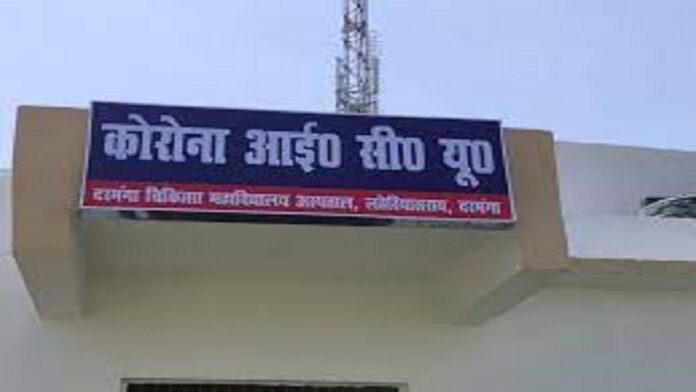 कोरोना आई० सी० यू०
दरभंगा चिकित्सा महाविद्यालय अस्पताल, लहेरियासराय, दरभंगा